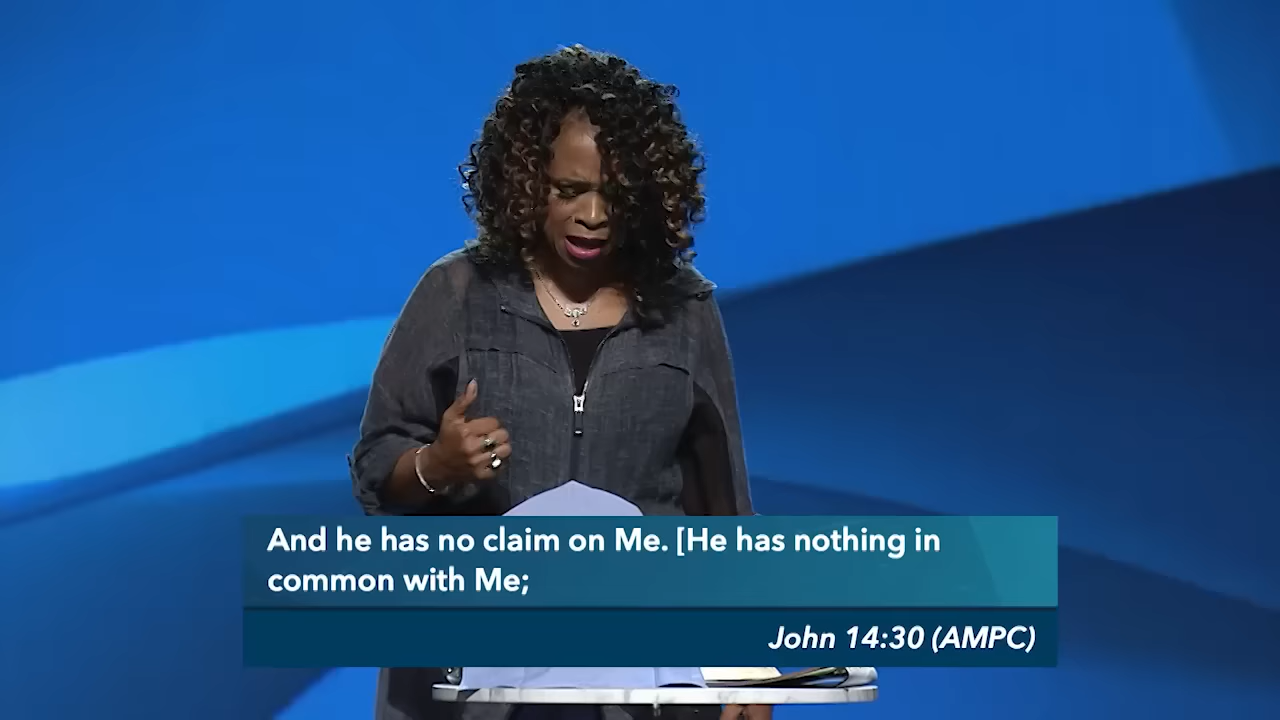 And he has no claim on Me. [He has nothing in
common with Me;
John 14:30 (AMPC)